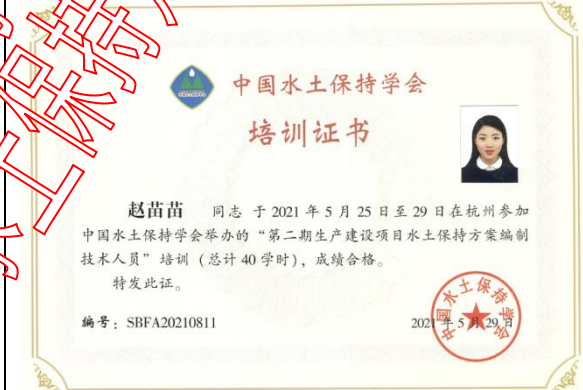 中国水土保持学会
培训证书
赵苗苗 同志 于 2021 年 5 月 25 日至 29 日在杭州参加
中国水土保持学会举办的“第二期生产建设项目水土保持方案编制
技术人员”培训(总计 40 学时),成绩合格。
特发此证。
编号:SBFA20210811
2021 年 5 月 29 日
中国水土保持学会
土保持